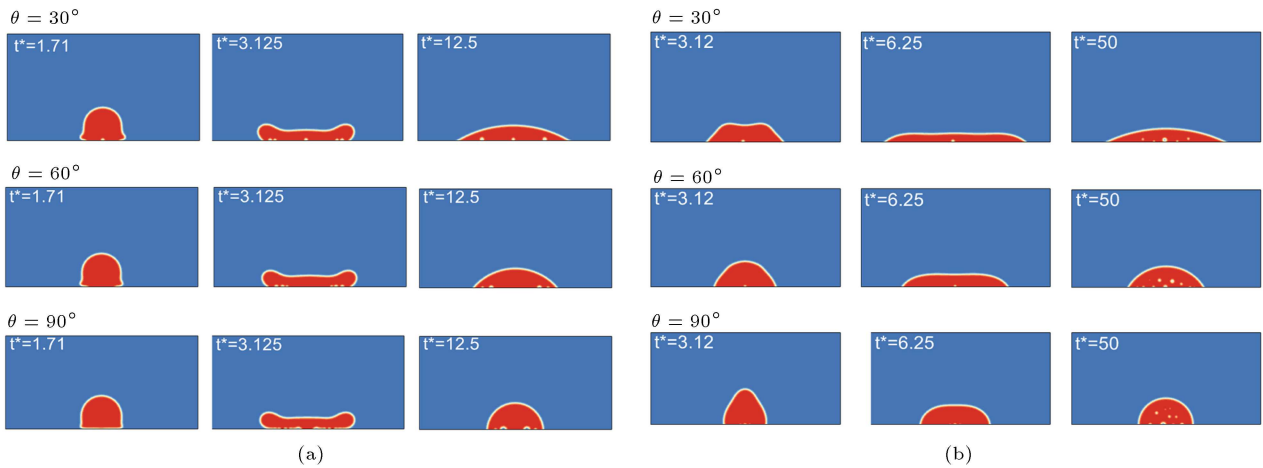 θ = 30°
t*=1.71 t*=3.125 t*=12.5
θ = 60°
t*=1.71 t*=3.125 t*=12.5
θ = 90°
t*=1.71 t*=3.125 t*=12.5
(a)
θ = 30°
t*=3.12 t*=6.25 t*=50
θ = 60°
t*=3.12 t*=6.25 t*=50
θ = 90°
t*=3.12 t*=6.25 t*=50
(b)